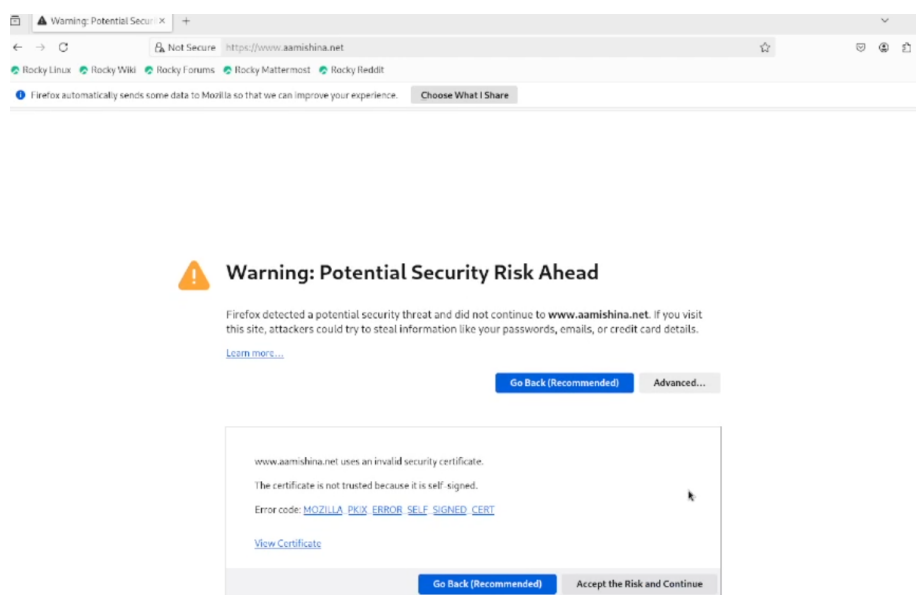 Warning: Potential Securi
Not Secure https://www.aamishina.net
Rocky Linux Rocky Wiki Rocky Forums Rocky Mattermost Rocky Reddit
Firefox automatically sends some data to Mozilla so that we can improve your experience. Choose What I Share
Warning: Potential Security Risk Ahead
Firefox detected a potential security threat and did not continue to www.aamishina.net. If you visit
this site, attackers could try to steal information like your passwords, emails, or credit card details.
Learn more…
Go Back (Recommended) Advanced…
www.aamishina.net uses an invalid security certificate.
The certificate is not trusted because it is self-signed.
Error code: MOZILLA_PKIX_ERROR_SELF_SIGNED_CERT
View Certificate
Go Back (Recommended) Accept the Risk and Continue